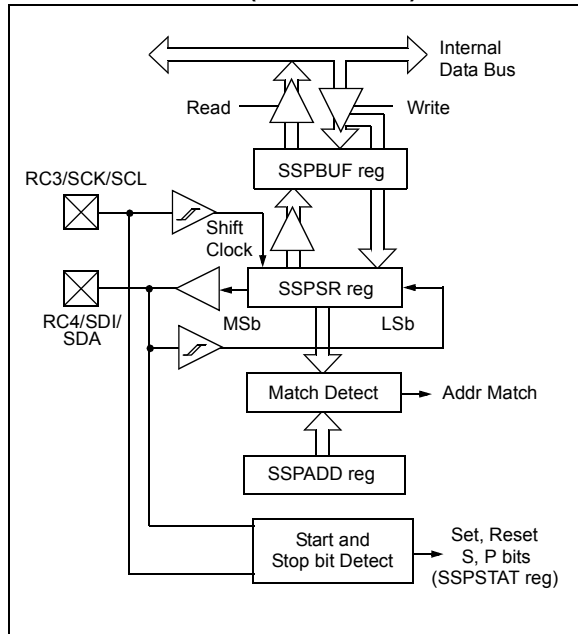 Internal
Data Bus
Read
Write
SSPBUF reg
RC3/SCK/SCL
Shift
Clock
SSPSR reg
MSb
LSb
RC4/SDI/
SDA
Match Detect
Addr Match
SSPADD reg
Start and
Stop bit Detect
Set, Reset
S, P bits
(SSPSTAT reg)